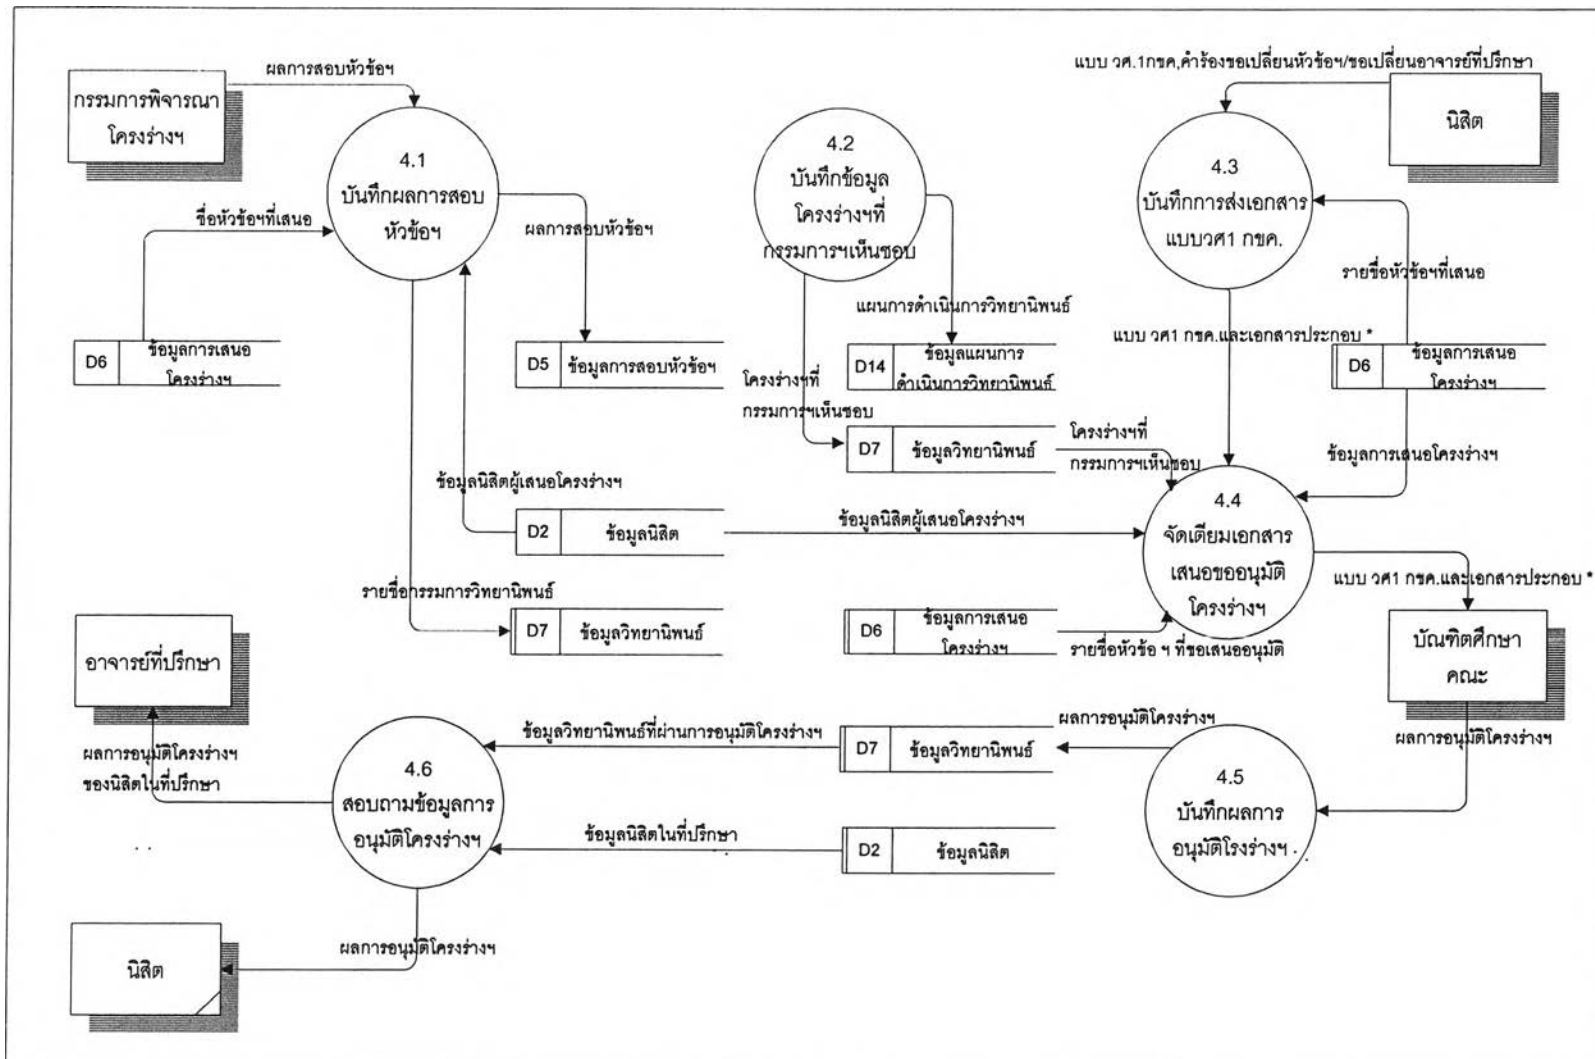 ผลการสอบหัวข้อฯ
กรรมการพิจารณา
โครงร่างฯ
4.1
บันทึกผลการสอบ
หัวข้อฯ
ชื่อหัวข้อฯที่เสนอ
D6
ข้อมูลการเสนอ
โครงร่างฯ
ผลการสอบหัวข้อฯ
D5
ข้อมูลการสอบหัวข้อฯ
4.2
บันทึกข้อมูล
โครงร่างฯที่
กรรมการฯเห็นชอบ
แผนการดำเนินการวิทยานิพนธ์
D14
ข้อมูลแผนการ
ดำเนินการวิทยานิพนธ์
โครงร่างฯที่
กรรมการฯเห็นชอบ
D7
ข้อมูลวิทยานิพนธ์
โครงร่างฯที่
กรรมการฯเห็นชอบ
แบบ วศ.1กขค,คำร้องขอเปลี่ยนหัวข้อฯ/ขอเปลี่ยนอาจารย์ที่ปรึกษา
นิสิต
4.3
บันทึกการส่งเอกสาร
แบบวศ1 กขค.
รายชื่อหัวข้อฯที่เสนอ
แบบ วศ1 กขค.และเอกสารประกอบ *
D6
ข้อมูลการเสนอ
โครงร่างฯ
ข้อมูลการเสนอโครงร่างฯ
ข้อมูลนิสิตผู้เสนอโครงร่างฯ
D2
ข้อมูลนิสิต
ข้อมูลนิสิตผู้เสนอโครงร่างฯ
4.4
จัดเตียมเอกสาร
เสนอขออนุมัติ
โครงร่างฯ
แบบ วศ1 กขค.และเอกสารประกอบ *
รายชื่อกรรมการวิทยานิพนธ์
D7
ข้อมูลวิทยานิพนธ์
D6
ข้อมูลการเสนอ
โครงร่างฯ
รายชื่อหัวข้อ ฯ ที่ขอเสนออนุมัติ
บัณฑิตศึกษา
คณะ
อาจารย์ที่ปรึกษา
ผลการอนุมัติโครงร่างฯ
ของนิสิตในที่ปรึกษา
ข้อมูลวิทยานิพนธ์ที่ผ่านการอนุมัติโครงร่างฯ
D7
ข้อมูลวิทยานิพนธ์
ผลการอนุมัติโครงร่างฯ
ผลการอนุมัติโครงร่างฯ
4.6
สอบถามข้อมูลการ
อนุมัติโครงร่างฯ
ข้อมูลนิสิตในที่ปรึกษา
D2
ข้อมูลนิสิต
4.5
บันทึกผลการ
อนุมัติโรงร่างฯ
ผลการอนุมัติโครงร่างฯ
นิสิต